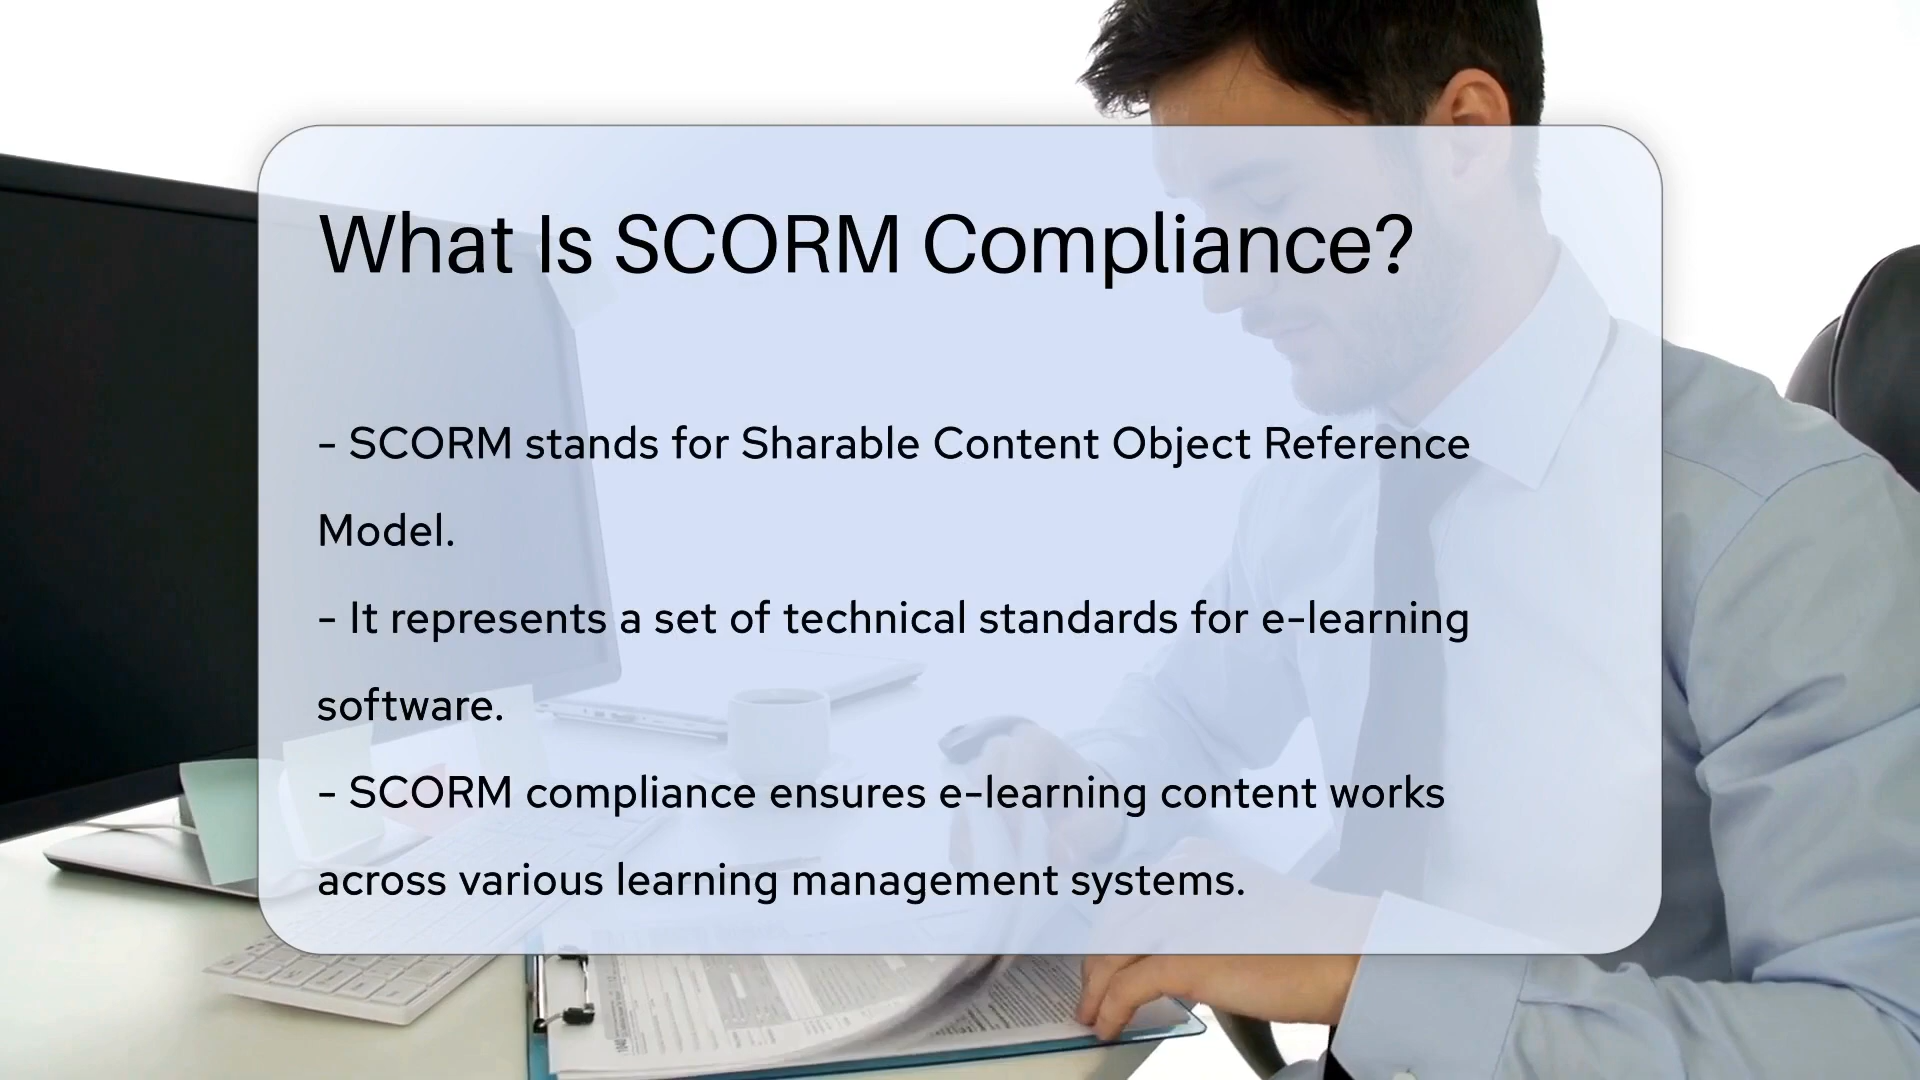 What Is SCORM Compliance?
- SCORM stands for Sharable Content Object Reference
Model.
- It represents a set of technical standards for e-learning
software.
- SCORM compliance ensures e-learning content works
across various learning management systems.